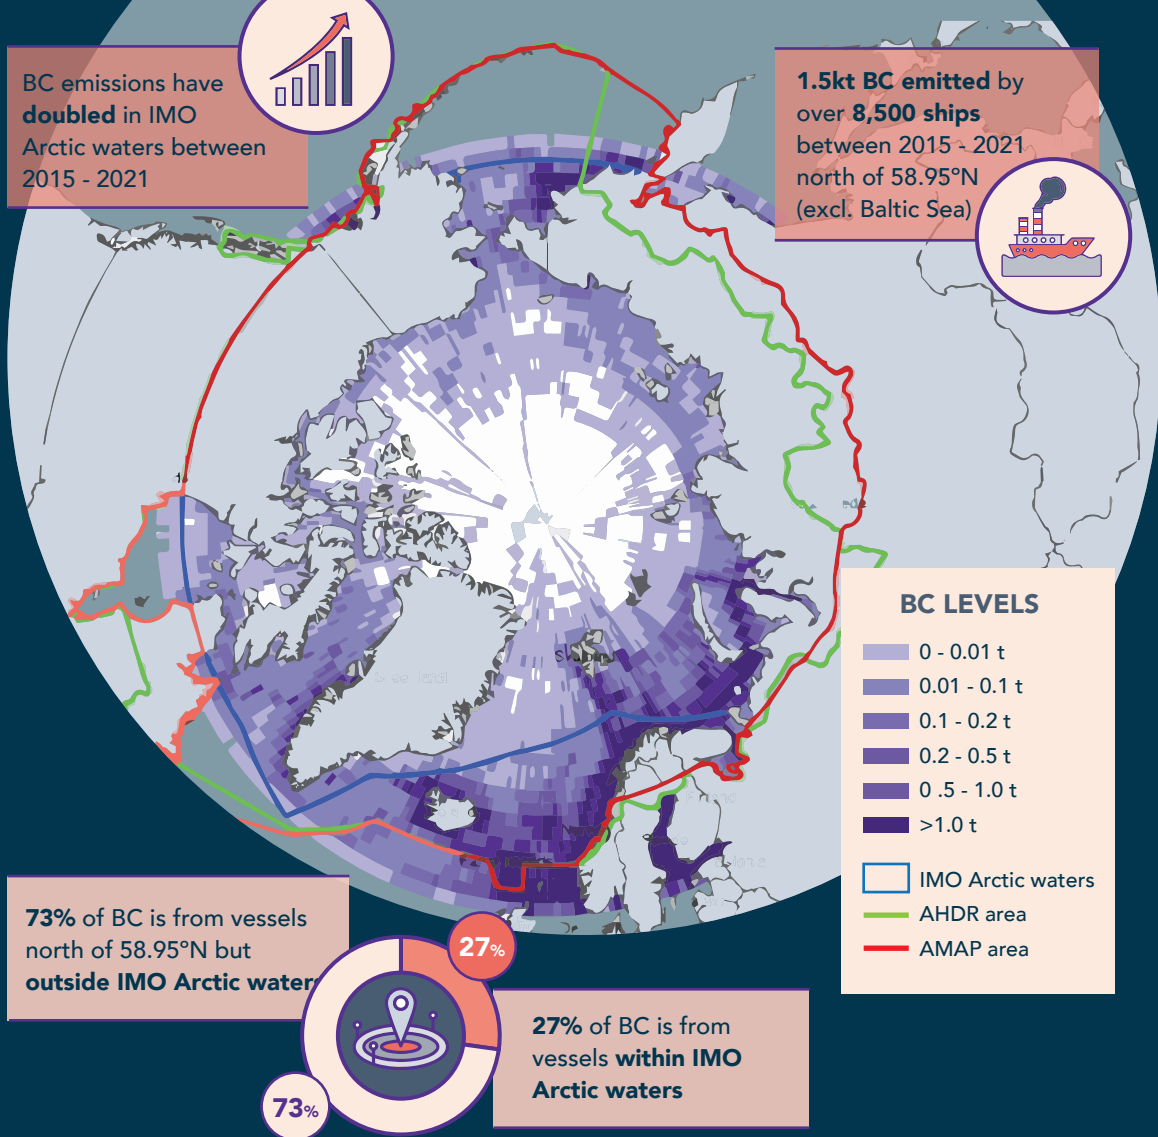 BC emissions have
doubled in IMO
Arctic waters between
2015 - 2021
1.5kt BC emitted by
over 8,500 ships
between 2015 - 2021
north of 58.95°N
(excl. Baltic Sea)
BC LEVELS
0 - 0.01 t
0.01 - 0.1 t
0.1 - 0.2 t
0.2 - 0.5 t
0 .5 - 1.0 t
>1.0 t
IMO Arctic waters
AHDR area
AMAP area
73% of BC is from vessels
north of 58.95°N but
outside IMO Arctic waters
27%
73%
27% of BC is from
vessels within IMO
Arctic waters